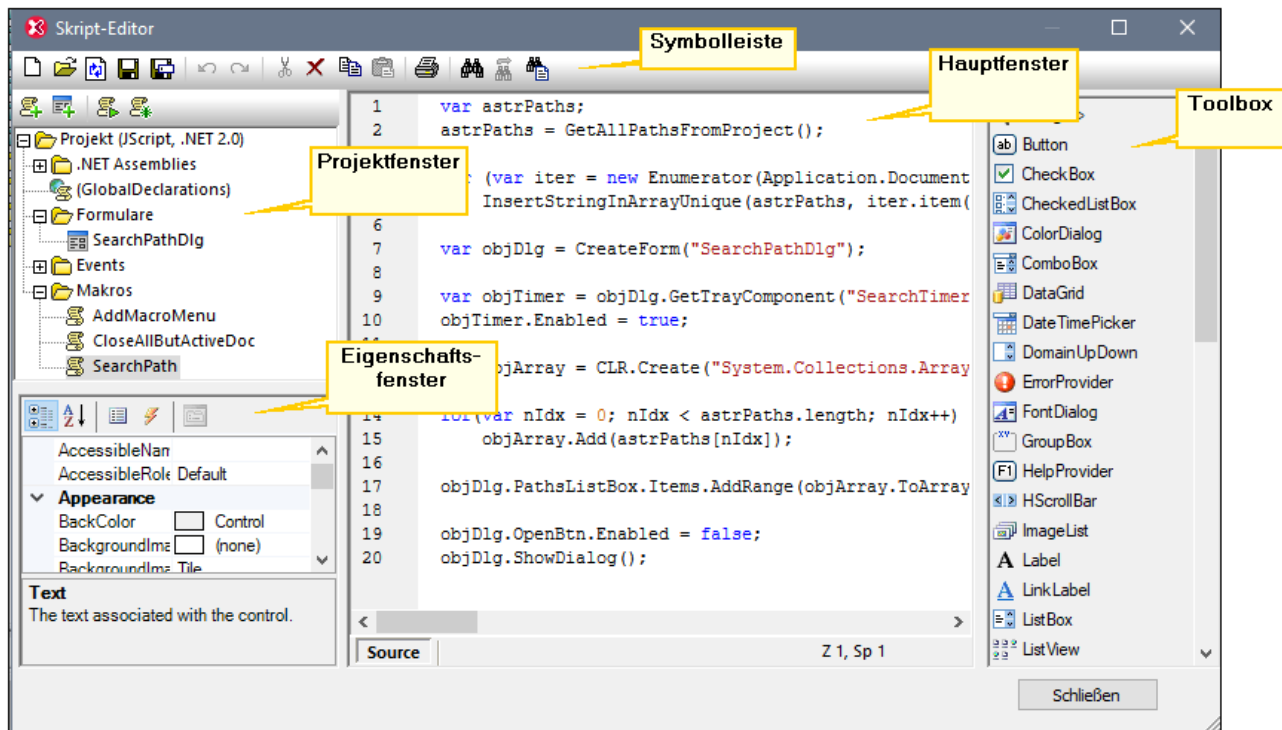 Skript-Editor
Symbolleiste
Hauptfenster
Toolbox
Projektfenster
Eigenschafts-
fenster
Projekt (JScript, .NET 2.0)
.NET Assemblies
(GlobalDeclarations)
Formulare
SearchPathDlg
Events
Makros
AddMacroMenu
CloseAllButActiveDoc
SearchPath
AccessibleNam
AccessibleRole Default
Appearance
BackColor Control
BackgroundIma (none)
BackgroundIma Tile
Text
The text associated with the control.
1 var astrPaths;
2 astrPaths = GetAllPathsFromProject();
(var iter = new Enumerator(Application.Document
InsertStringInArrayUnique(astrPaths, iter.item(
6
7 var objDlg = CreateForm("SearchPathDlg");
8
9 var objTimer = objDlg.GetTrayComponent("SearchTimer
10 objTimer.Enabled = true;
bjArray = CLR.Create("System.Collections.Array
14 for(var nIdx = 0; nIdx < astrPaths.length; nIdx++)
15 objArray.Add(astrPaths[nIdx]);
16
17 objDlg.PathsListBox.Items.AddRange(objArray.ToArray
18
19 objDlg.OpenBtn.Enabled = false;
20 objDlg.ShowDialog();
Source
Z 1, Sp 1
Button
CheckBox
CheckedListBox
ColorDialog
ComboBox
DataGrid
DateTimePicker
DomainUpDown
ErrorProvider
FontDialog
GroupBox
HelpProvider
HScrollBar
ImageList
Label
LinkLabel
ListBox
ListView
Schließen